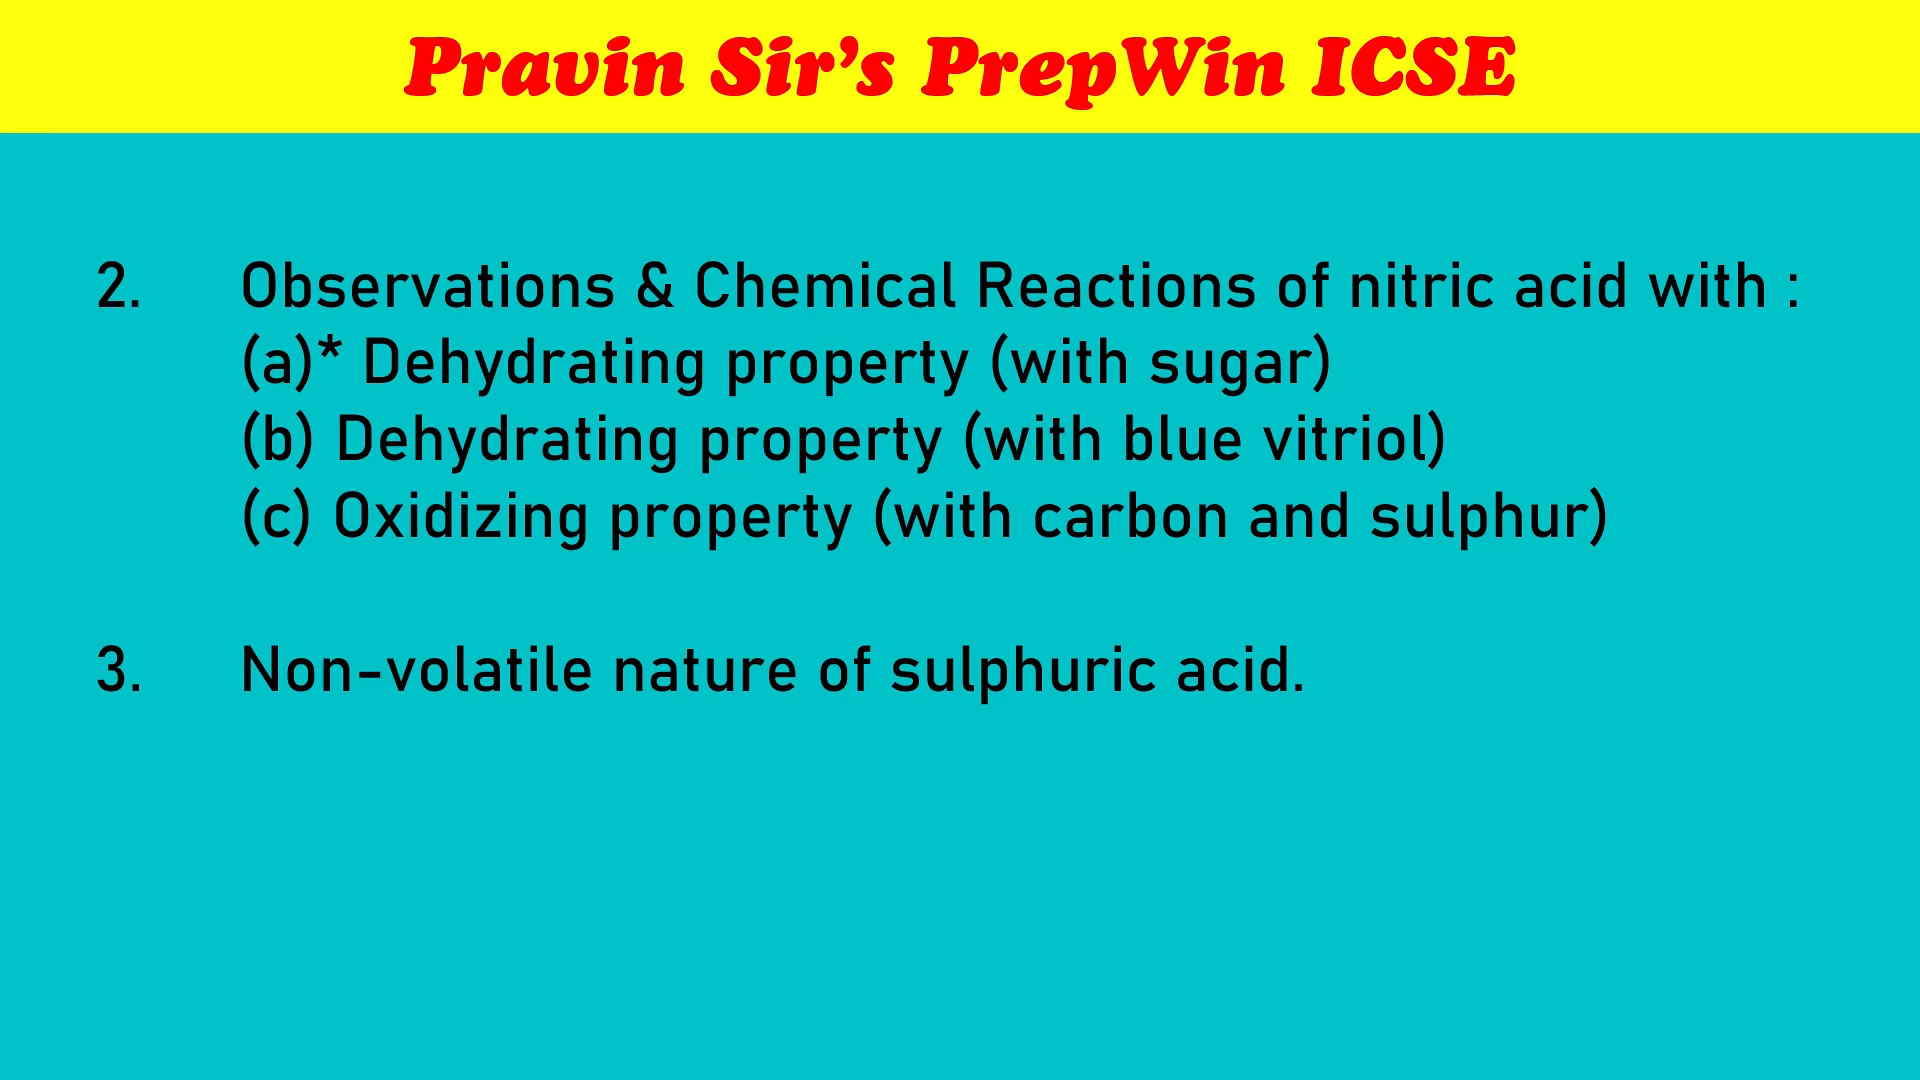 Pravin Sir’s PrepWin ICSE
2. Observations & Chemical Reactions of nitric acid with :
(a)* Dehydrating property (with sugar)
(b) Dehydrating property (with blue vitriol)
(c) Oxidizing property (with carbon and sulphur)
3. Non-volatile nature of sulphuric acid.